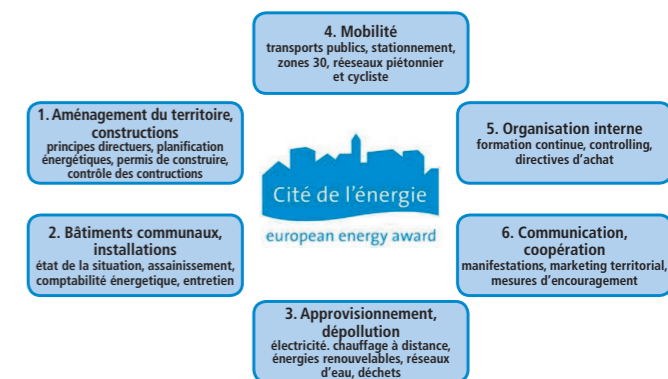 4. Mobilité
transports publics, stationnement,
zones 30, réeseaux piétonnier
et cycliste
1. Aménagement du territoire,
constructions
principes directuers, planification
énergétiques, permis de construire,
contrôle des contructions
5. Organisation interne
formation continue, controlling,
directives d'achat
Cité de l'énergie
european energy award
2. Bâtiments communaux,
installations
état de la situation, assainissement,
comptabilité énergetique, entretien
6. Communication,
coopération
manifestations, marketing territorial,
mesures d'encouragement
3. Approvisionnement,
dépollution
électricité. chauffage à distance,
énergies renouvelables, réseaux
d'eau, déchets